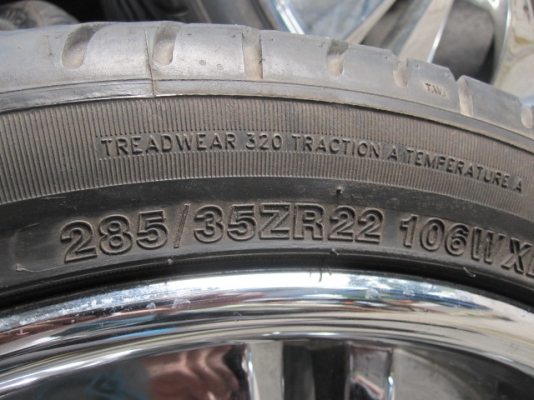 T.W.I.
TREADWEAR 320 TRACTION A TEMPERATURE A
285/35ZR22 106W XL